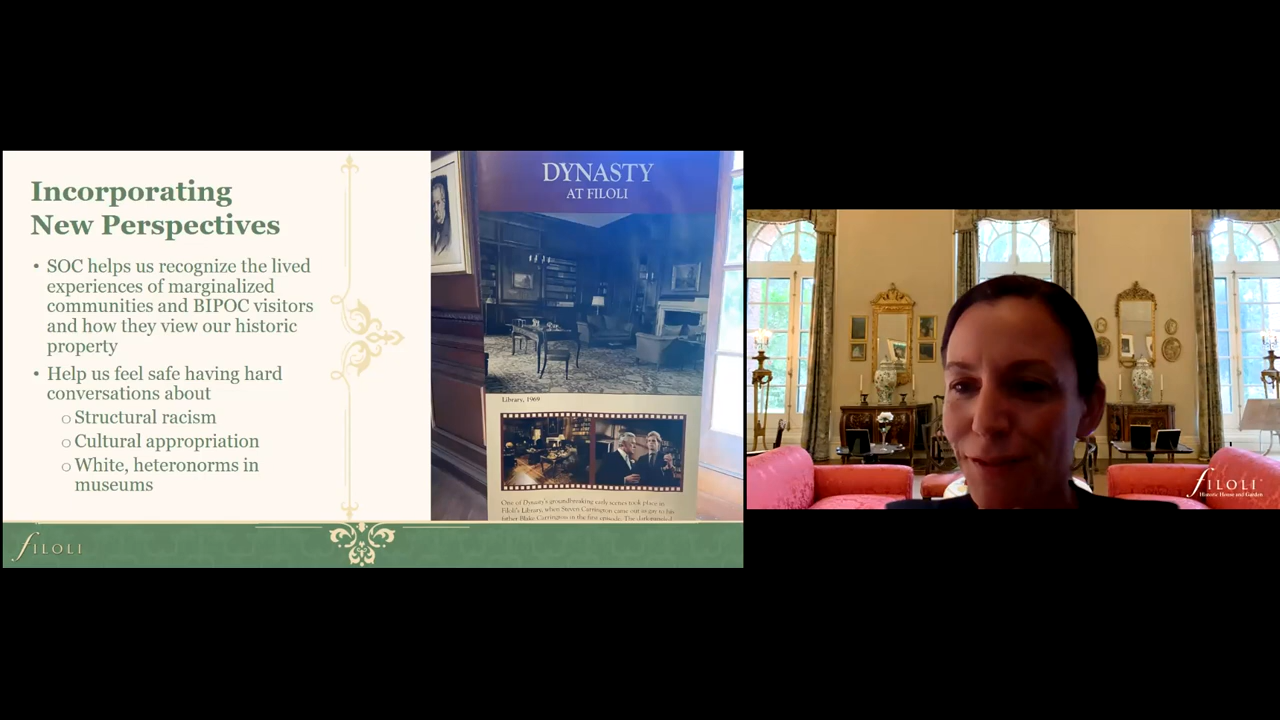 Incorporating
New Perspectives
• SOC helps us recognize the lived
experiences of marginalized
communities and BIPOC visitors
and how they view our historic
property
• Help us feel safe having hard
conversations about
○ Structural racism
○ Cultural appropriation
○ White, heteronorms in
museums
FILOLI
DYNASTY
AT FILOLI
Library, 1969
One of Dynasty's groundbreaking early scenes took place in
Filoli's Library, when Steven Carrington came out as gay to his
father Blake Carrington in the first episode. The
FILOLI
Historic House and Garden